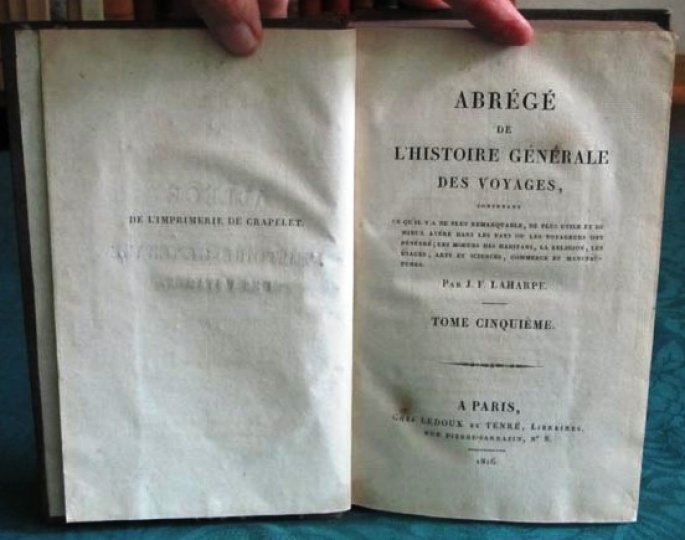 DE L'IMPRIMERIE DE CRAPELET.
ABRÉGÉ
DE
L'HISTOIRE GÉNÉRALE
DES VOYAGES,
CONTENANT
CE QU'IL Y A DE PLUS REMARQUABLE, DE PLUS UTILE ET DE
MIEUX AVÉRÉ DANS LES PAYS OÙ LES VOYAGEURS ONT
PÉNÉTRÉ; LES MOEURS DES HABITANS, LA RELIGION, LES
USAGES, ARTS ET SCIENCES, COMMERCE ET MANUFAC-
TURES.
PAR J. F. LAHARPE.
TOME CINQUIÈME.
A PARIS,
CHEZ LEDOUX ET TENRÉ, LIBRAIRES,
RUE PIERRE-SARRAZIN, N° 8.
1816.